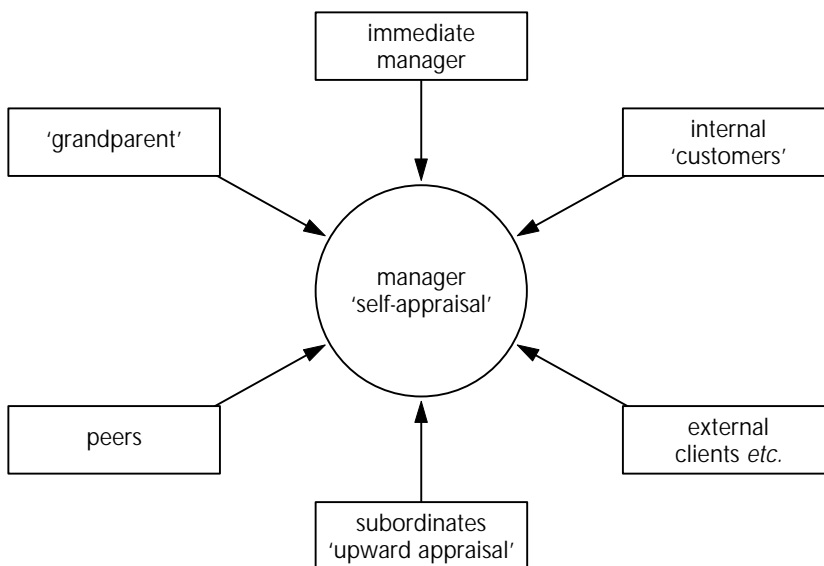 immediate
manager
‘grandparent’
internal
‘customers’
manager
‘self-appraisal’
peers
external
clients etc.
subordinates
‘upward appraisal’